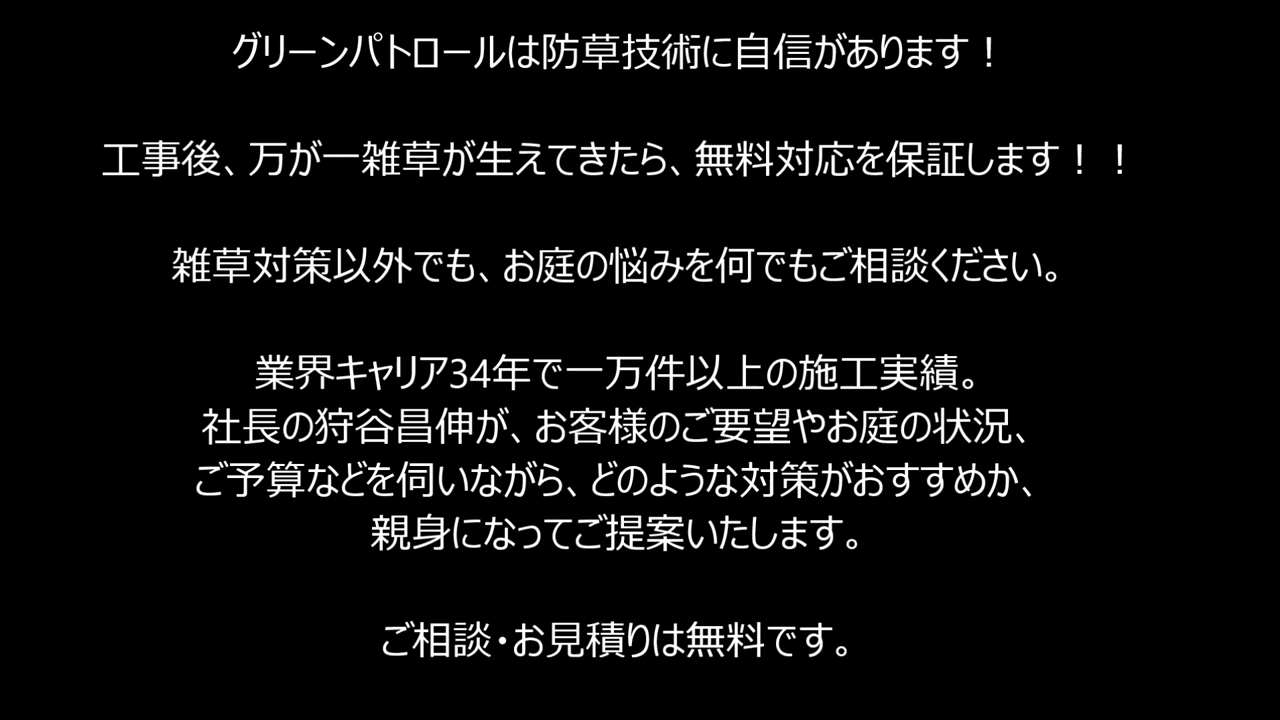 グリーンパトロールは防草技術に自信があります！
工事後、万が一雑草が生えてきたら、無料対応を保証します！！
雑草対策以外でも、お庭の悩みを何でもご相談ください。
業界キャリア34年で一万件以上の施工実績。
社長の狩谷昌伸が、お客様のご要望やお庭の状況、
ご予算などを伺いながら、どのような対策がおすすめか、
親身になってご提案いたします。
ご相談・お見積りは無料です。